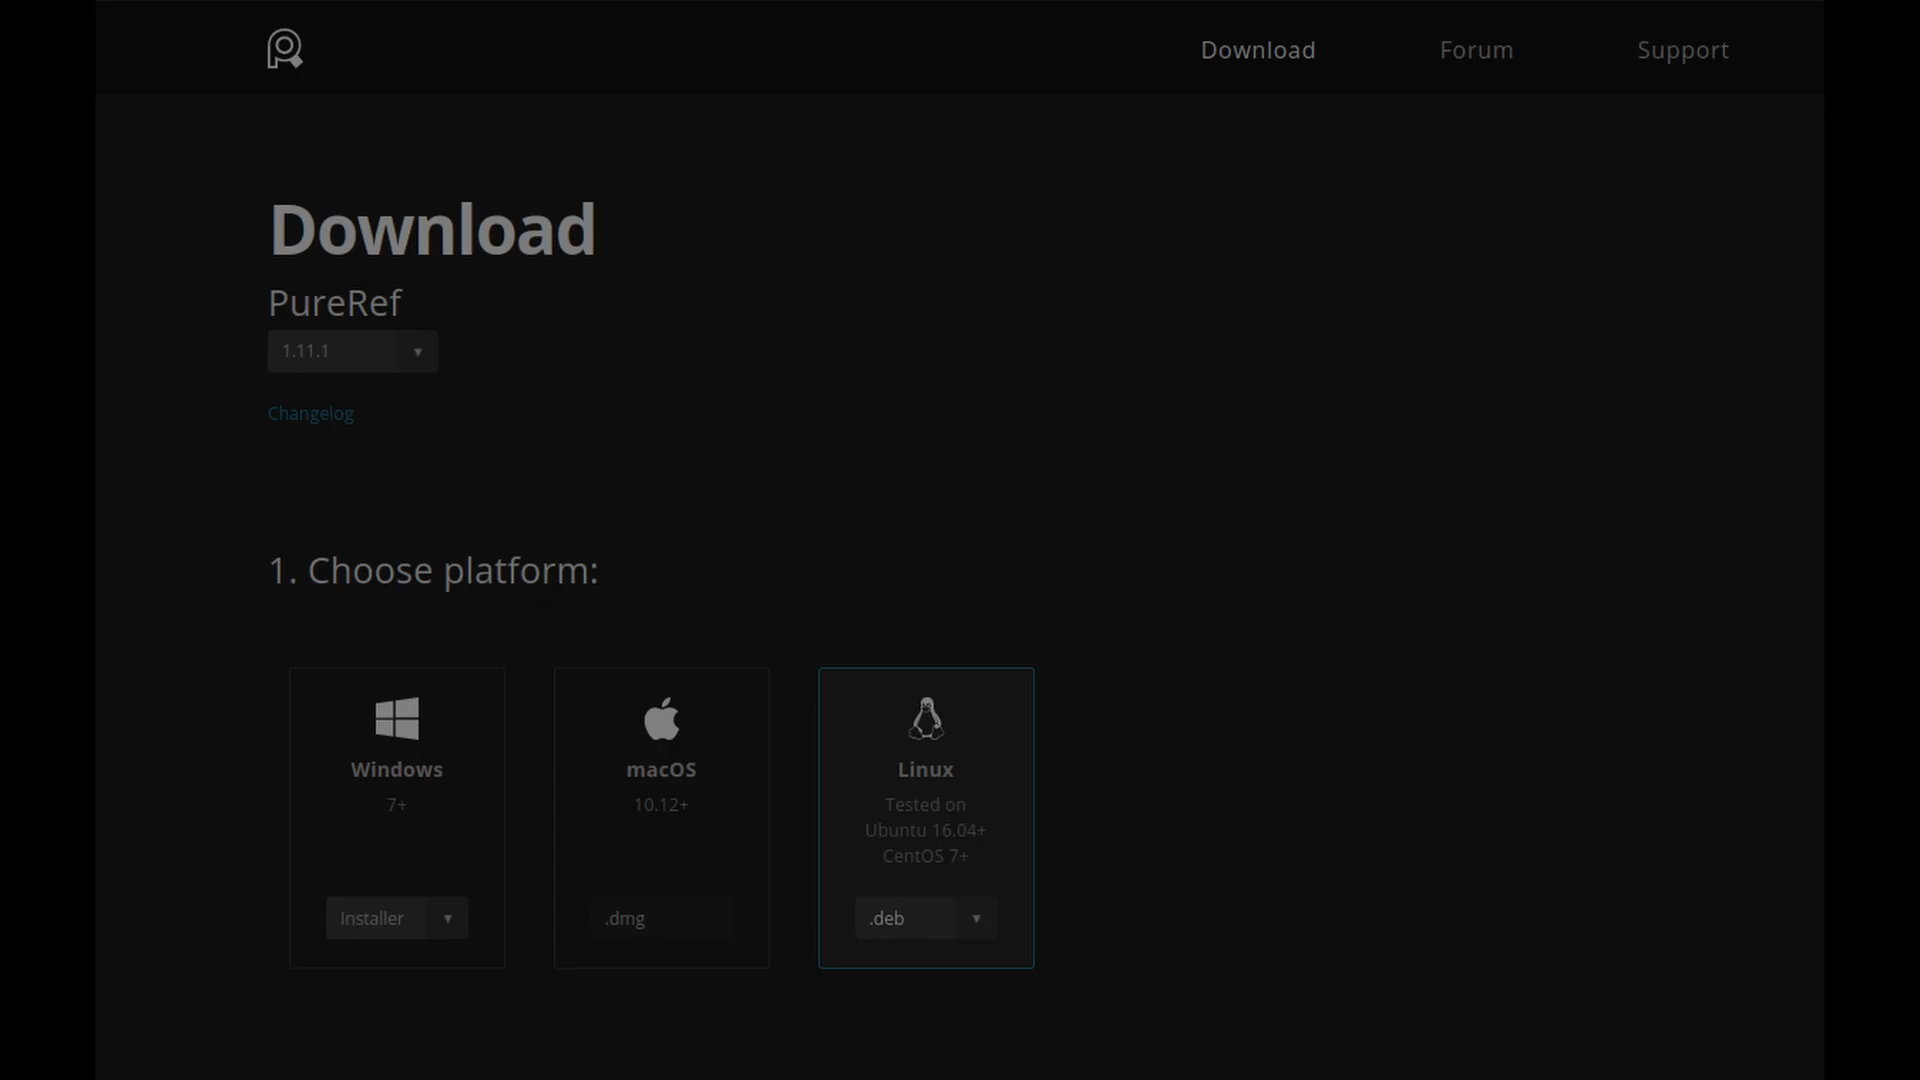 Download
Forum
Support
Download
PureRef
1.11.1
Changelog
1. Choose platform:
Windows
7+
Installer
macOS
10.12+
.dmg
Linux
Tested on
Ubuntu 16.04+
CentOS 7+
.deb